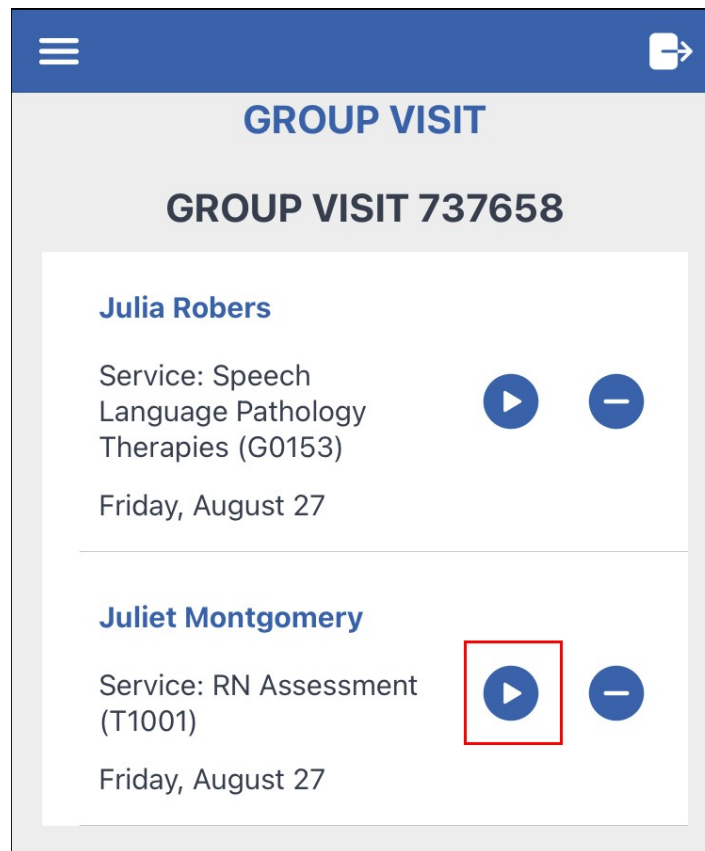 GROUP VISIT
GROUP VISIT 737658
Julia Robers
Service: Speech
Language Pathology
Therapies (G0153)
Friday, August 27
Juliet Montgomery
Service: RN Assessment
(T1001)
Friday, August 27